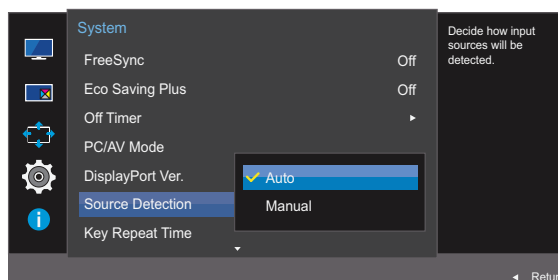 System
FreeSync Off
Eco Saving Plus Off
Off Timer
PC/AV Mode
DisplayPort Ver.
Source Detection
Key Repeat Time
Auto
Manual
Decide how input
sources will be
detected.